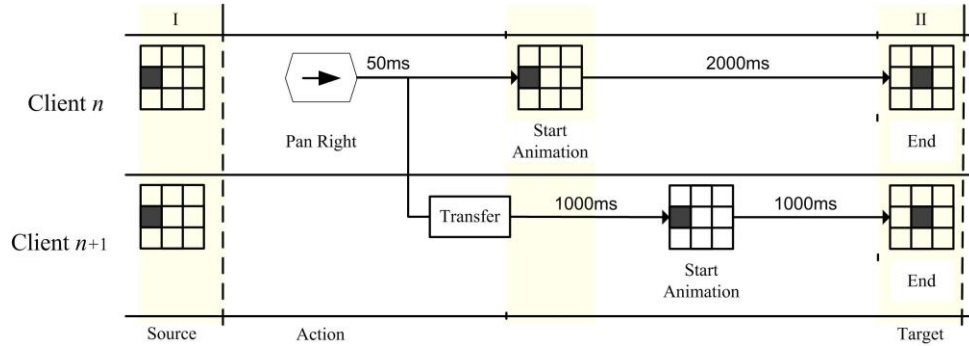 I
II
Client n
50ms
2000ms
Pan Right
Start
Animation
End
Client n+1
Transfer
1000ms
1000ms
Start
Animation
End
Source
Action
Target